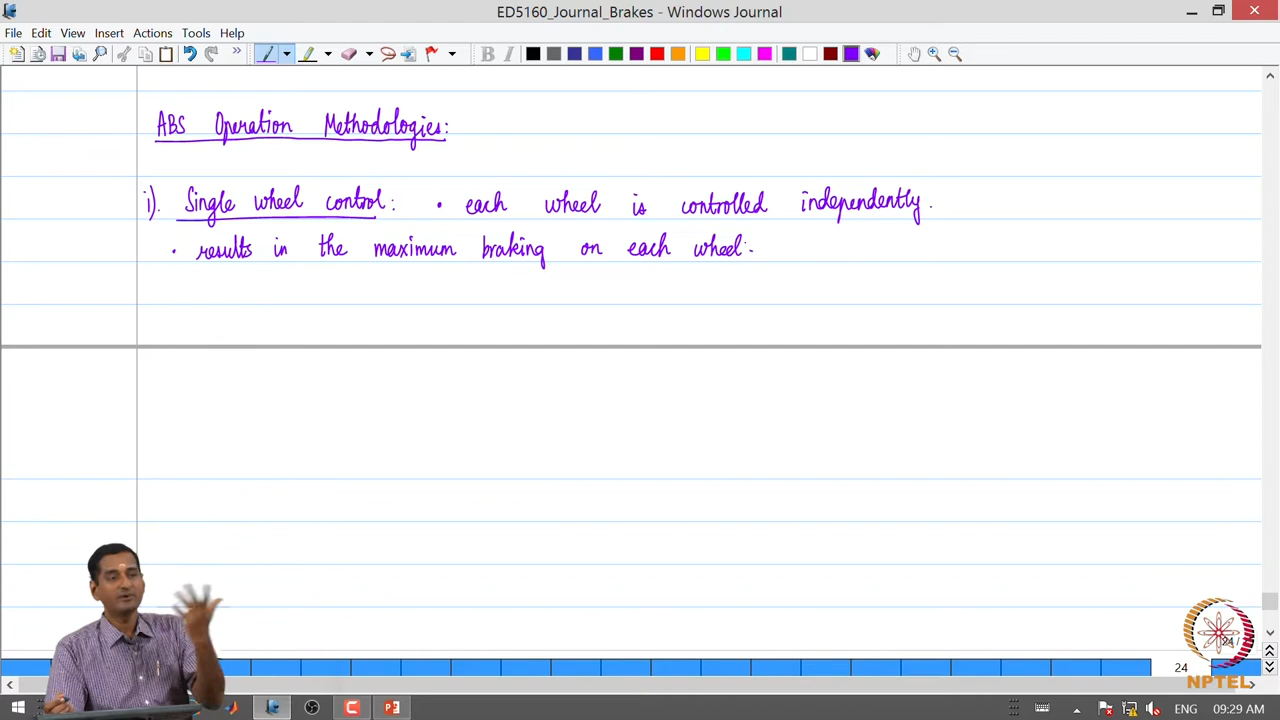 ED5160_Journal_Brakes - Windows Journal
File Edit View Insert Actions Tools Help
ABS Operation Methodologies:
i). Single wheel control: • each wheel is controlled independently.
• results in the maximum braking on each wheel.
24 /
24
NPTEL
ENG 09:29 AM